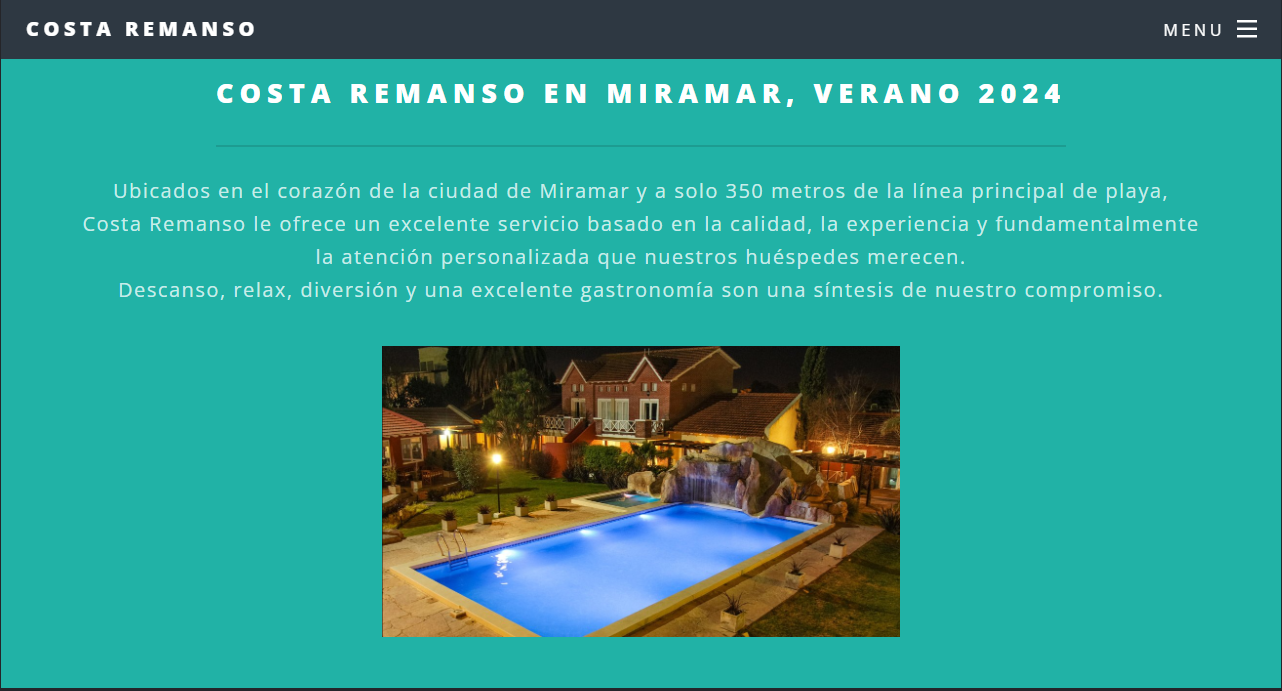 COSTA REMANSO
MENU
COSTA REMANSO EN MIRAMAR, VERANO 2024
Ubicados en el corazón de la ciudad de Miramar y a solo 350 metros de la línea principal de playa,
Costa Remanso le ofrece un excelente servicio basado en la calidad, la experiencia y fundamentalmente
la atención personalizada que nuestros huéspedes merecen.
Descanso, relax, diversión y una excelente gastronomía son una síntesis de nuestro compromiso.